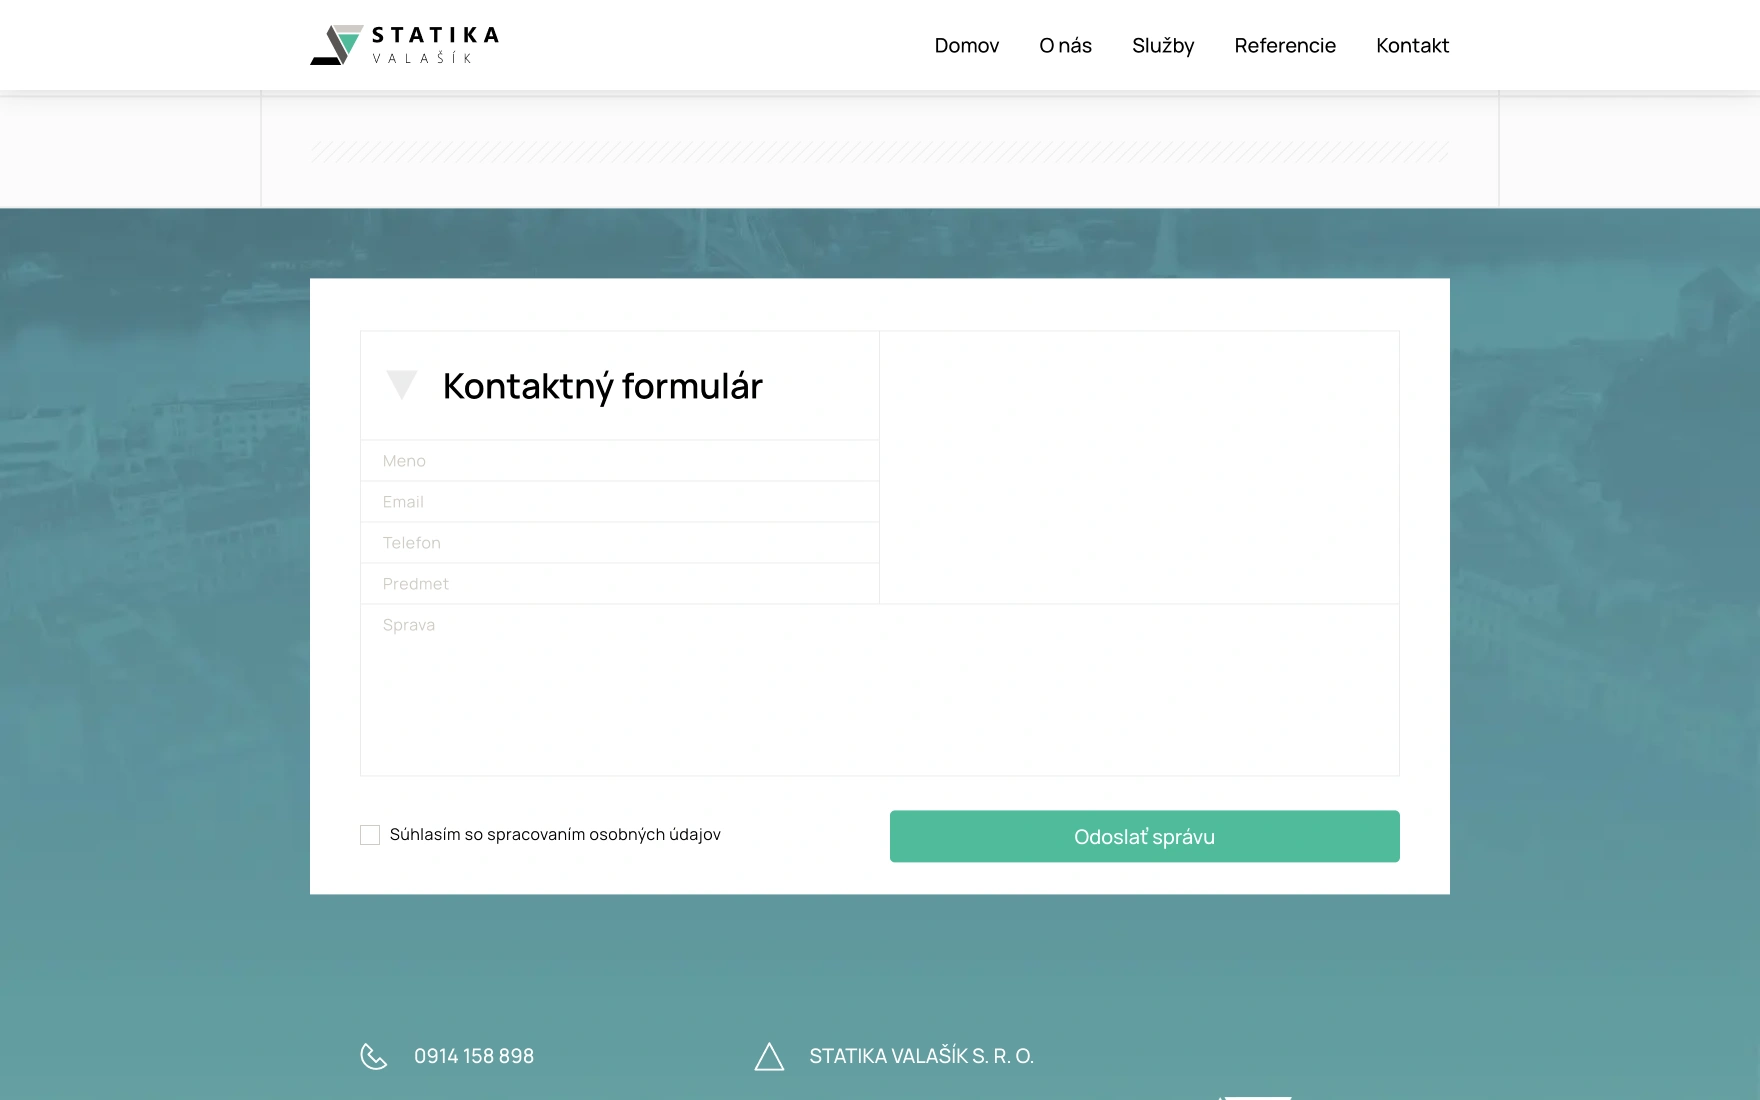 STATIKA
VALAŠÍK
Domov
O nás
Služby
Referencie
Kontakt
Kontaktný formulár
Meno
Email
Telefon
Predmet
Sprava
Súhlasím so spracovaním osobných údajov
Odoslať správu
0914 158 898
STATIKA VALAŠÍK S. R. O.